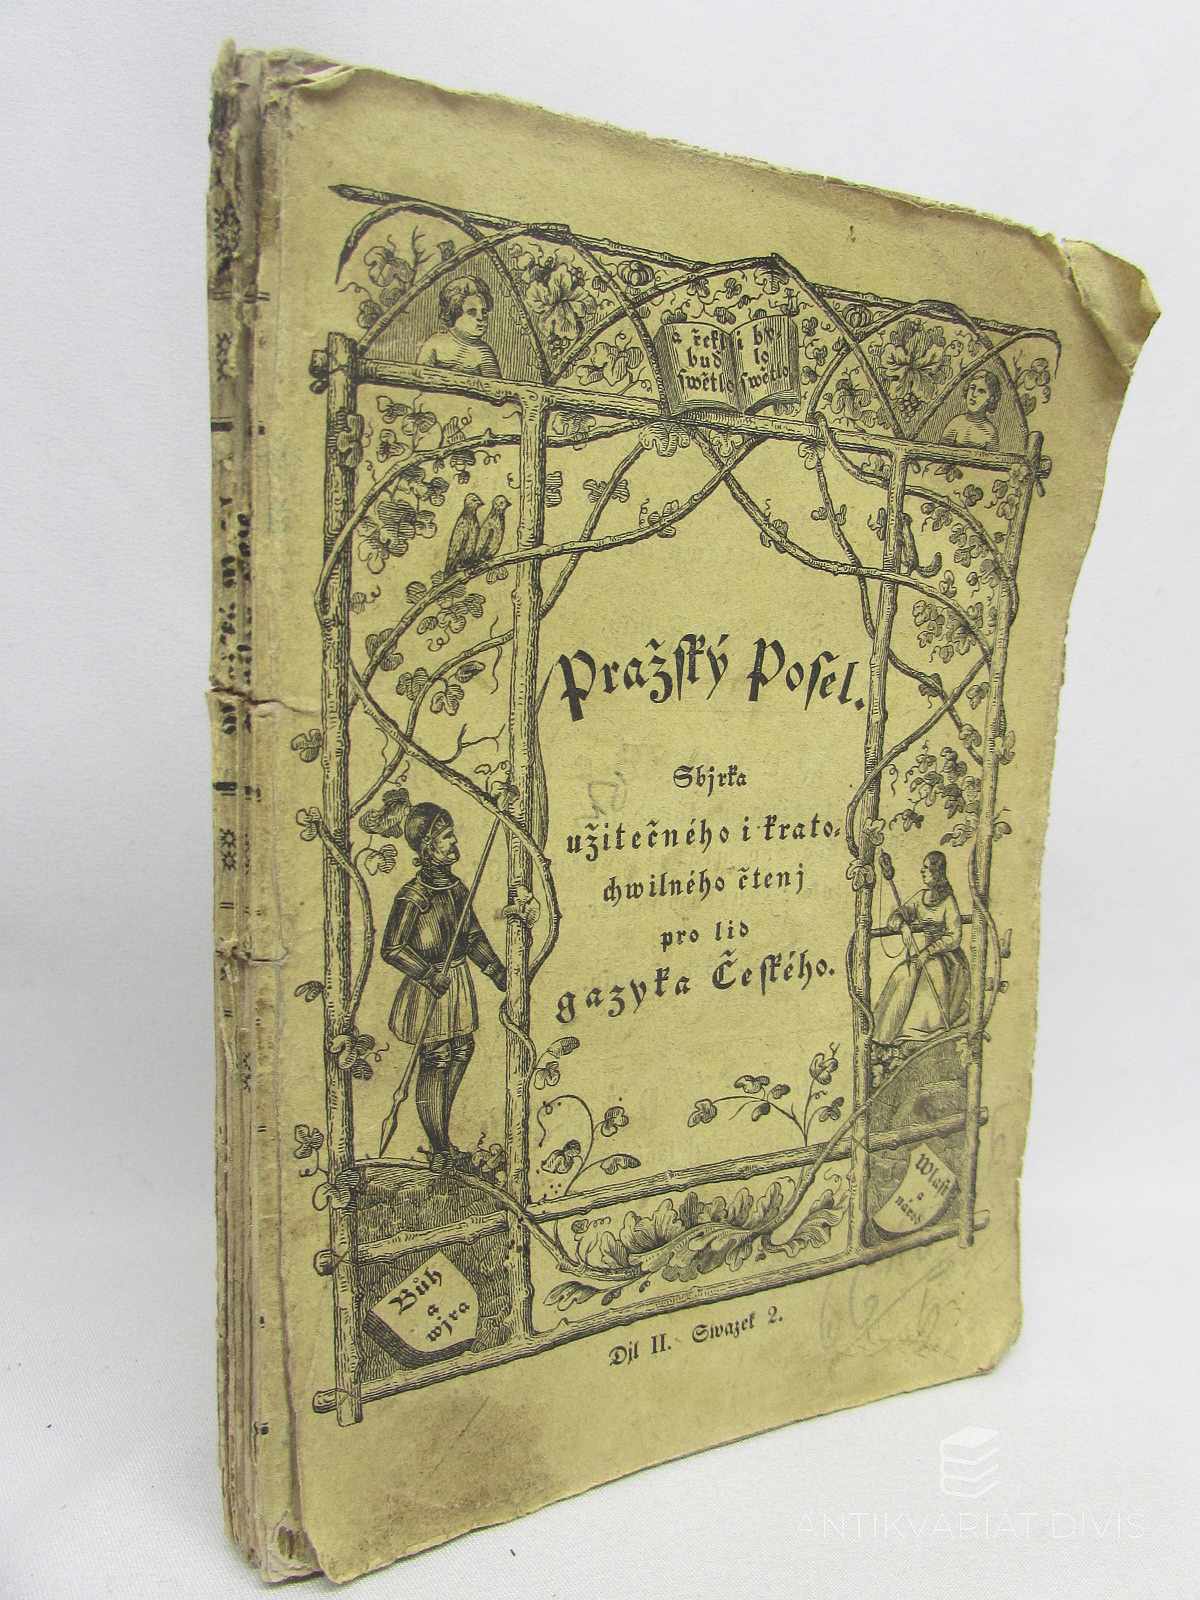 a řekl
bud
swětlo
i by
lo
swětlo
Pražský Posel.
Sbjrka
užitečného i krato-
chwilného čtenj
pro lid
gazyka Českého.
Wlast
a
národ
Bůh
a
wjra
Djl II. Swazek 2.
ANTIKVARIÁT DIVIŠ